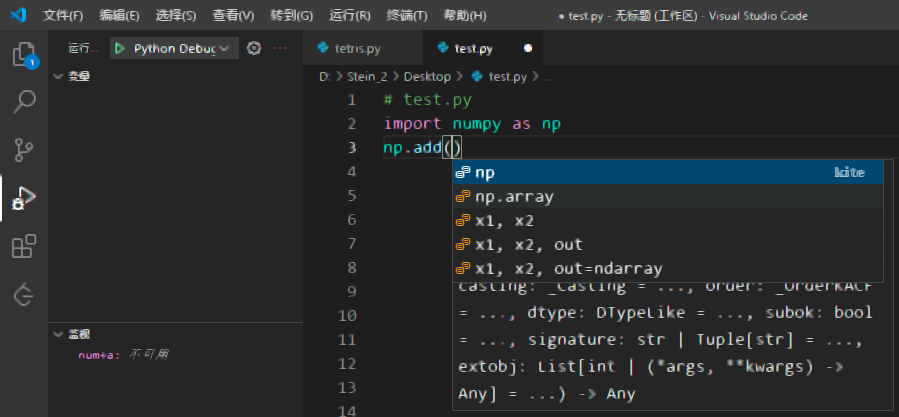 文件(F) 编辑(E) 选择(S) 查看(V) 转到(G) 运行(R) 终端(T) 帮助(H) ● test.py - 无标题 (工作区) - Visual Studio Code
运行... Python Debug
tetris.py test.py ●
D: > Stein_2 > Desktop > test.py > ...
变量
1 # test.py
2 import numpy as np
3 np.add()
4
5
6
7
8
9
10
11
12
13
14
np kite
np.array
x1, x2
x1, x2, out
x1, x2, out=ndarray
casting: _Casting = ..., order: _OrderKACF
= ..., dtype: DTypeLike = ..., subok: bool
= ..., signature: str | Tuple[str] = ...,
extobj: List[int | (*args, **kwargs) ->
Any] = ...) -> Any
监视
num+a: 不可用
1